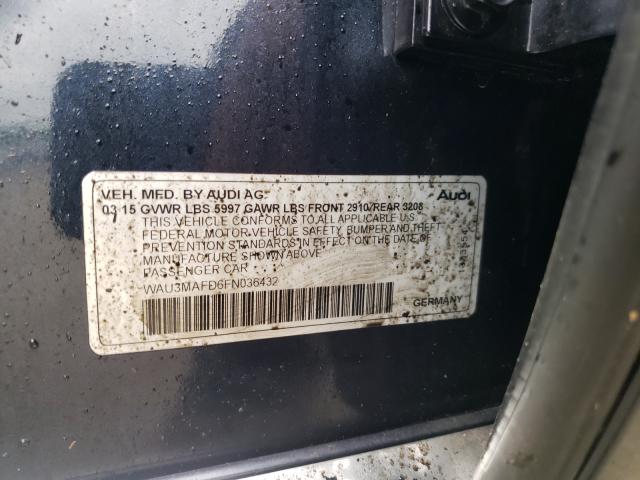 VEH. MFD. BY AUDI AG.
Audi
03 15 GVWR LBS 5997 GAWR LBS FRONT 2910/REAR 3208
THIS VEHICLE CONFORMS TO ALL APPLICABLE U.S.
FEDERAL MOTOR VEHICLE SAFETY, BUMPER AND THEFT
PREVENTION STANDARDS IN EFFECT ON THE DATE OF
MANUFACTURE SHOWN ABOVE
PASSENGER CAR
WAU3MAFD6FN036432
GERMANY